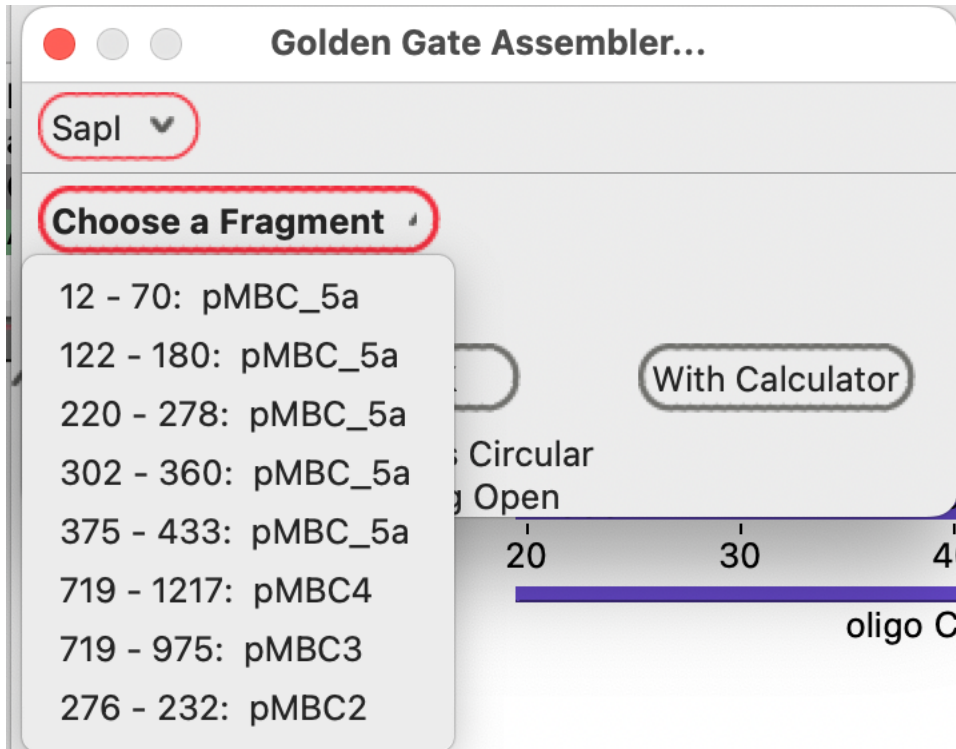 Golden Gate Assembler...
SapI
Choose a Fragment
12 - 70: pMBC_5a
122 - 180: pMBC_5a
220 - 278: pMBC_5a
302 - 360: pMBC_5a
375 - 433: pMBC_5a
719 - 1217: pMBC4
719 - 975: pMBC3
276 - 232: pMBC2
With Calculator
Circular
Open
20 30
oligo